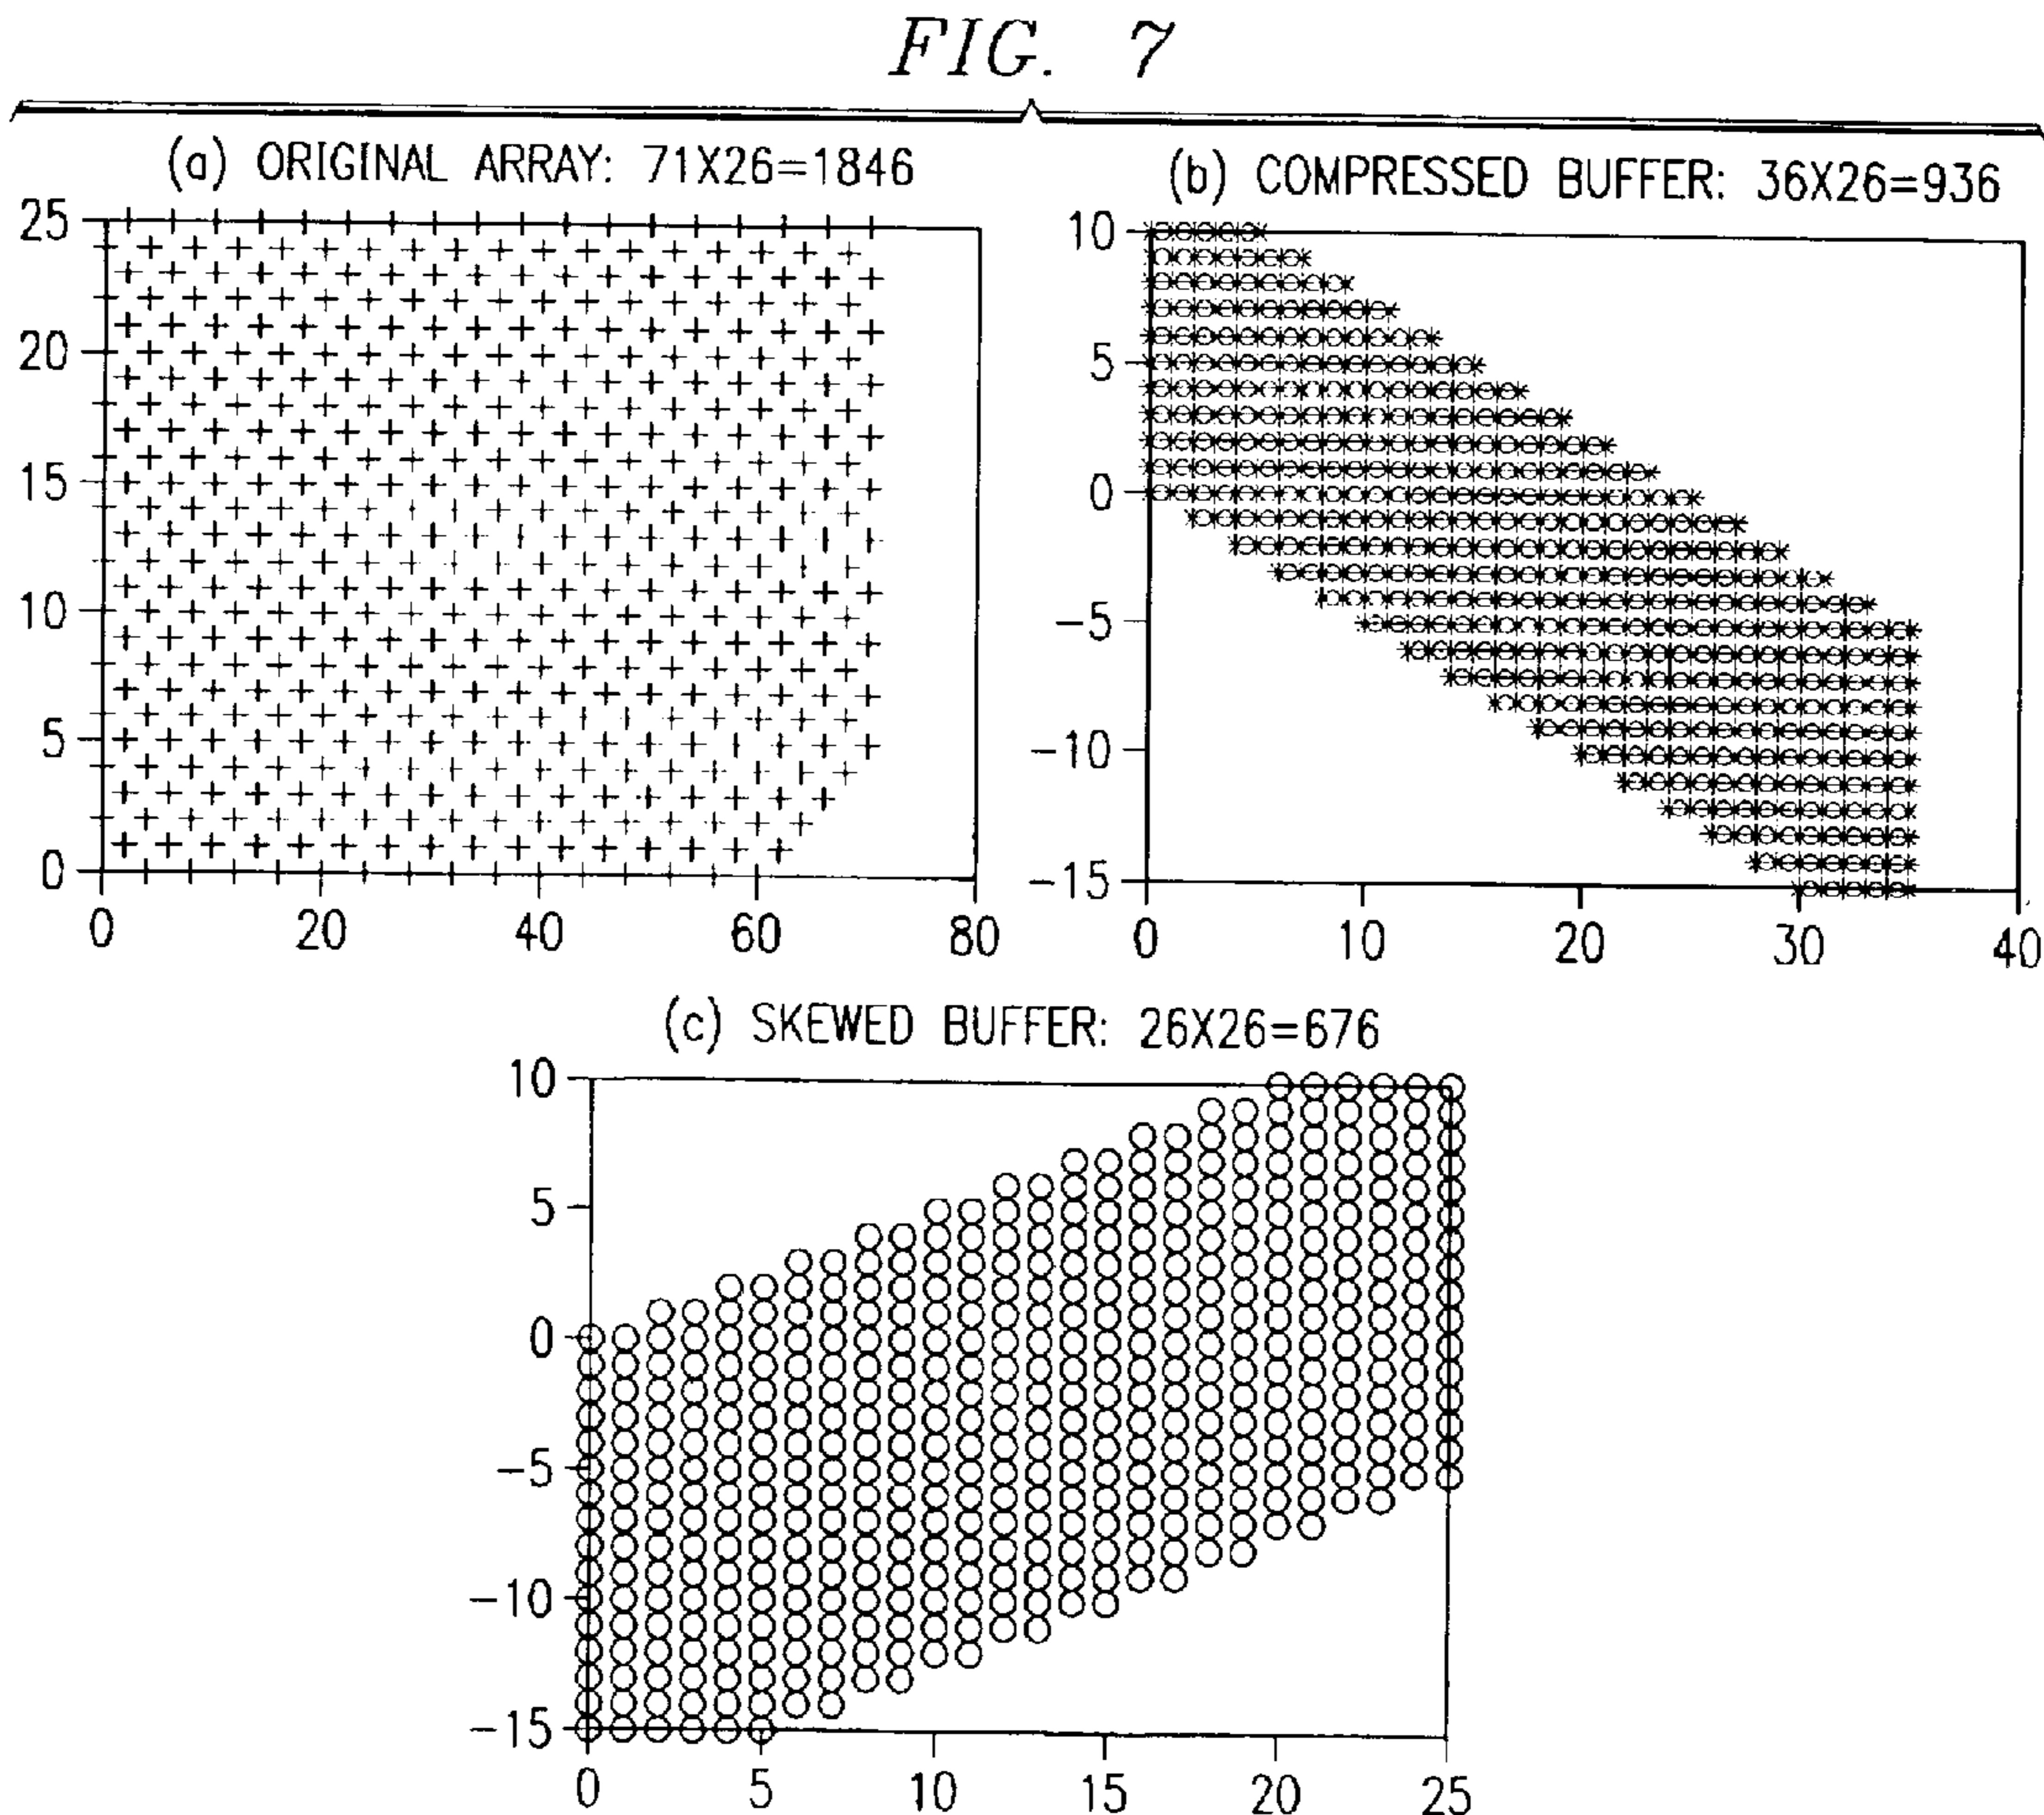 FIG. 7
(a) ORIGINAL ARRAY: 71X26=1846
25
20
15
10
5
0
0 20 40 60 80
(b) COMPRESSED BUFFER: 36X26=936
10
5
0
-5
-10
-15
0 10 20 30 40
(c) SKEWED BUFFER: 26X26=676
10
5
0
-5
-10
-15
0 5 10 15 20 25